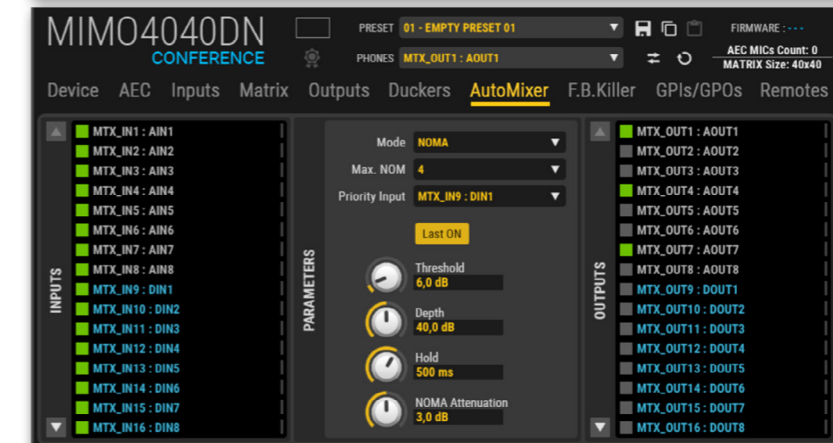 MIMO4040DN
CONFERENCE
PRESET 01 - EMPTY PRESET 01
PHONES MTX_OUT1 : AOUT1
FIRMWARE : ---
AEC MICs Count: 0
MATRIX Size: 40x40
Device AEC Inputs Matrix Outputs Duckers AutoMixer F.B.Killer GPIs/GPOs Remotes
INPUTS
MTX_IN1 : AIN1
MTX_IN2 : AIN2
MTX_IN3 : AIN3
MTX_IN4 : AIN4
MTX_IN5 : AIN5
MTX_IN6 : AIN6
MTX_IN7 : AIN7
MTX_IN8 : AIN8
MTX_IN9 : DIN1
MTX_IN10 : DIN2
MTX_IN11 : DIN3
MTX_IN12 : DIN4
MTX_IN13 : DIN5
MTX_IN14 : DIN6
MTX_IN15 : DIN7
MTX_IN16 : DIN8
PARAMETERS
Mode NOMA
Max. NOM 4
Priority Input MTX_IN9 : DIN1
Last ON
Threshold
6,0 dB
Depth
40,0 dB
Hold
500 ms
NOMA Attenuation
3,0 dB
OUTPUTS
MTX_OUT1 : AOUT1
MTX_OUT2 : AOUT2
MTX_OUT3 : AOUT3
MTX_OUT4 : AOUT4
MTX_OUT5 : AOUT5
MTX_OUT6 : AOUT6
MTX_OUT7 : AOUT7
MTX_OUT8 : AOUT8
MTX_OUT9 : DOUT1
MTX_OUT10 : DOUT2
MTX_OUT11 : DOUT3
MTX_OUT12 : DOUT4
MTX_OUT13 : DOUT5
MTX_OUT14 : DOUT6
MTX_OUT15 : DOUT7
MTX_OUT16 : DOUT8